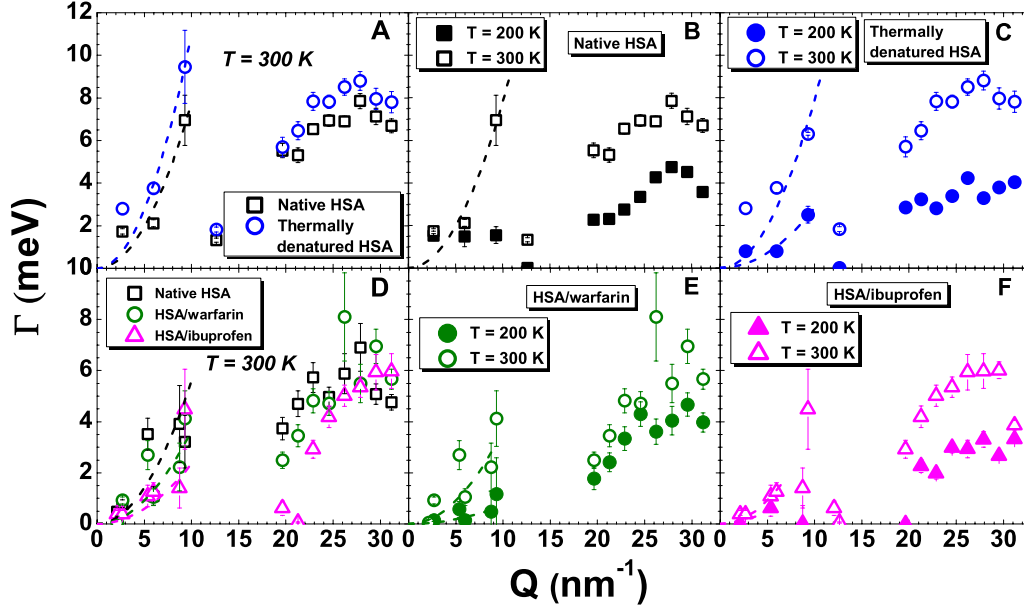 12
10
8
6
4
2
10
A
T = 300 K
Native HSA
Thermally
denatured HSA
B
T = 200 K
T = 300 K
Native HSA
C
T = 200 K
T = 300 K
Thermally
denatured HSA
Γ (meV)
8
6
4
2
0
D
Native HSA
HSA/warfarin
HSA/ibuprofen
T = 300 K
E
HSA/warfarin
T = 200 K
T = 300 K
F
HSA/ibuprofen
T = 200 K
T = 300 K
0 5 10 15 20 25 30 0 5 10 15 20 25 30 0 5 10 15 20 25 30
Q (nm⁻¹)